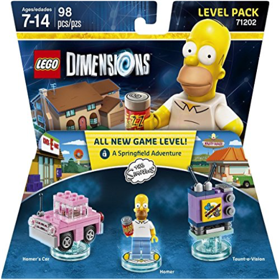 Ages/edades
7-14
98
pcs/pzs
LEVEL PACK
71202
LEGO DIMENSIONS
ALL NEW GAME LEVEL!
A Springfield Adventure
THE SIMPSONS
Homer's Car
Homer
Taunt-o-Vision